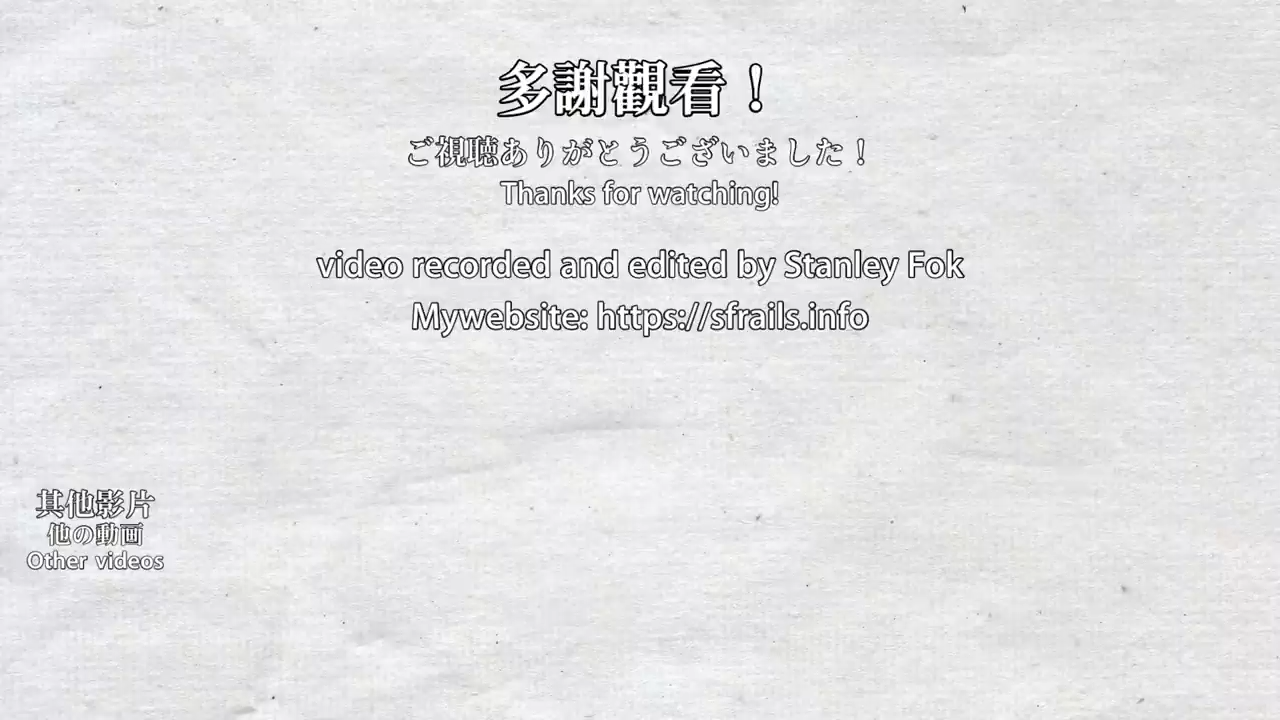 多謝觀看！
ご視聴ありがとうございました！
Thanks for watching!
video recorded and edited by Stanley Fok
Mywebsite: https://sfrails.info
其他影片
他の動画
Other videos